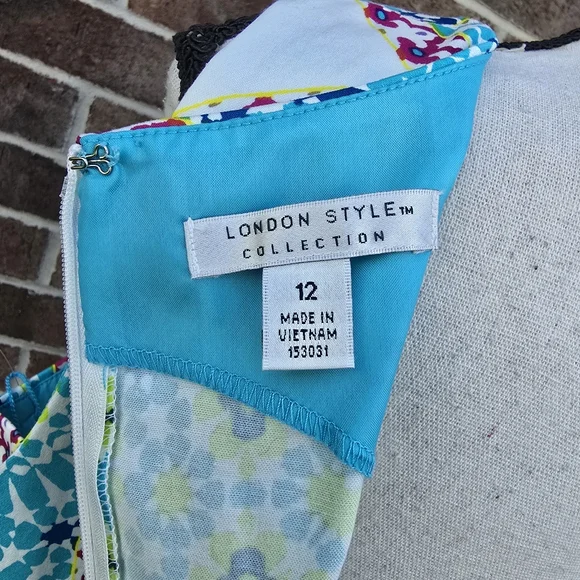 LONDON STYLE™
COLLECTION
12
MADE IN
VIETNAM
153031